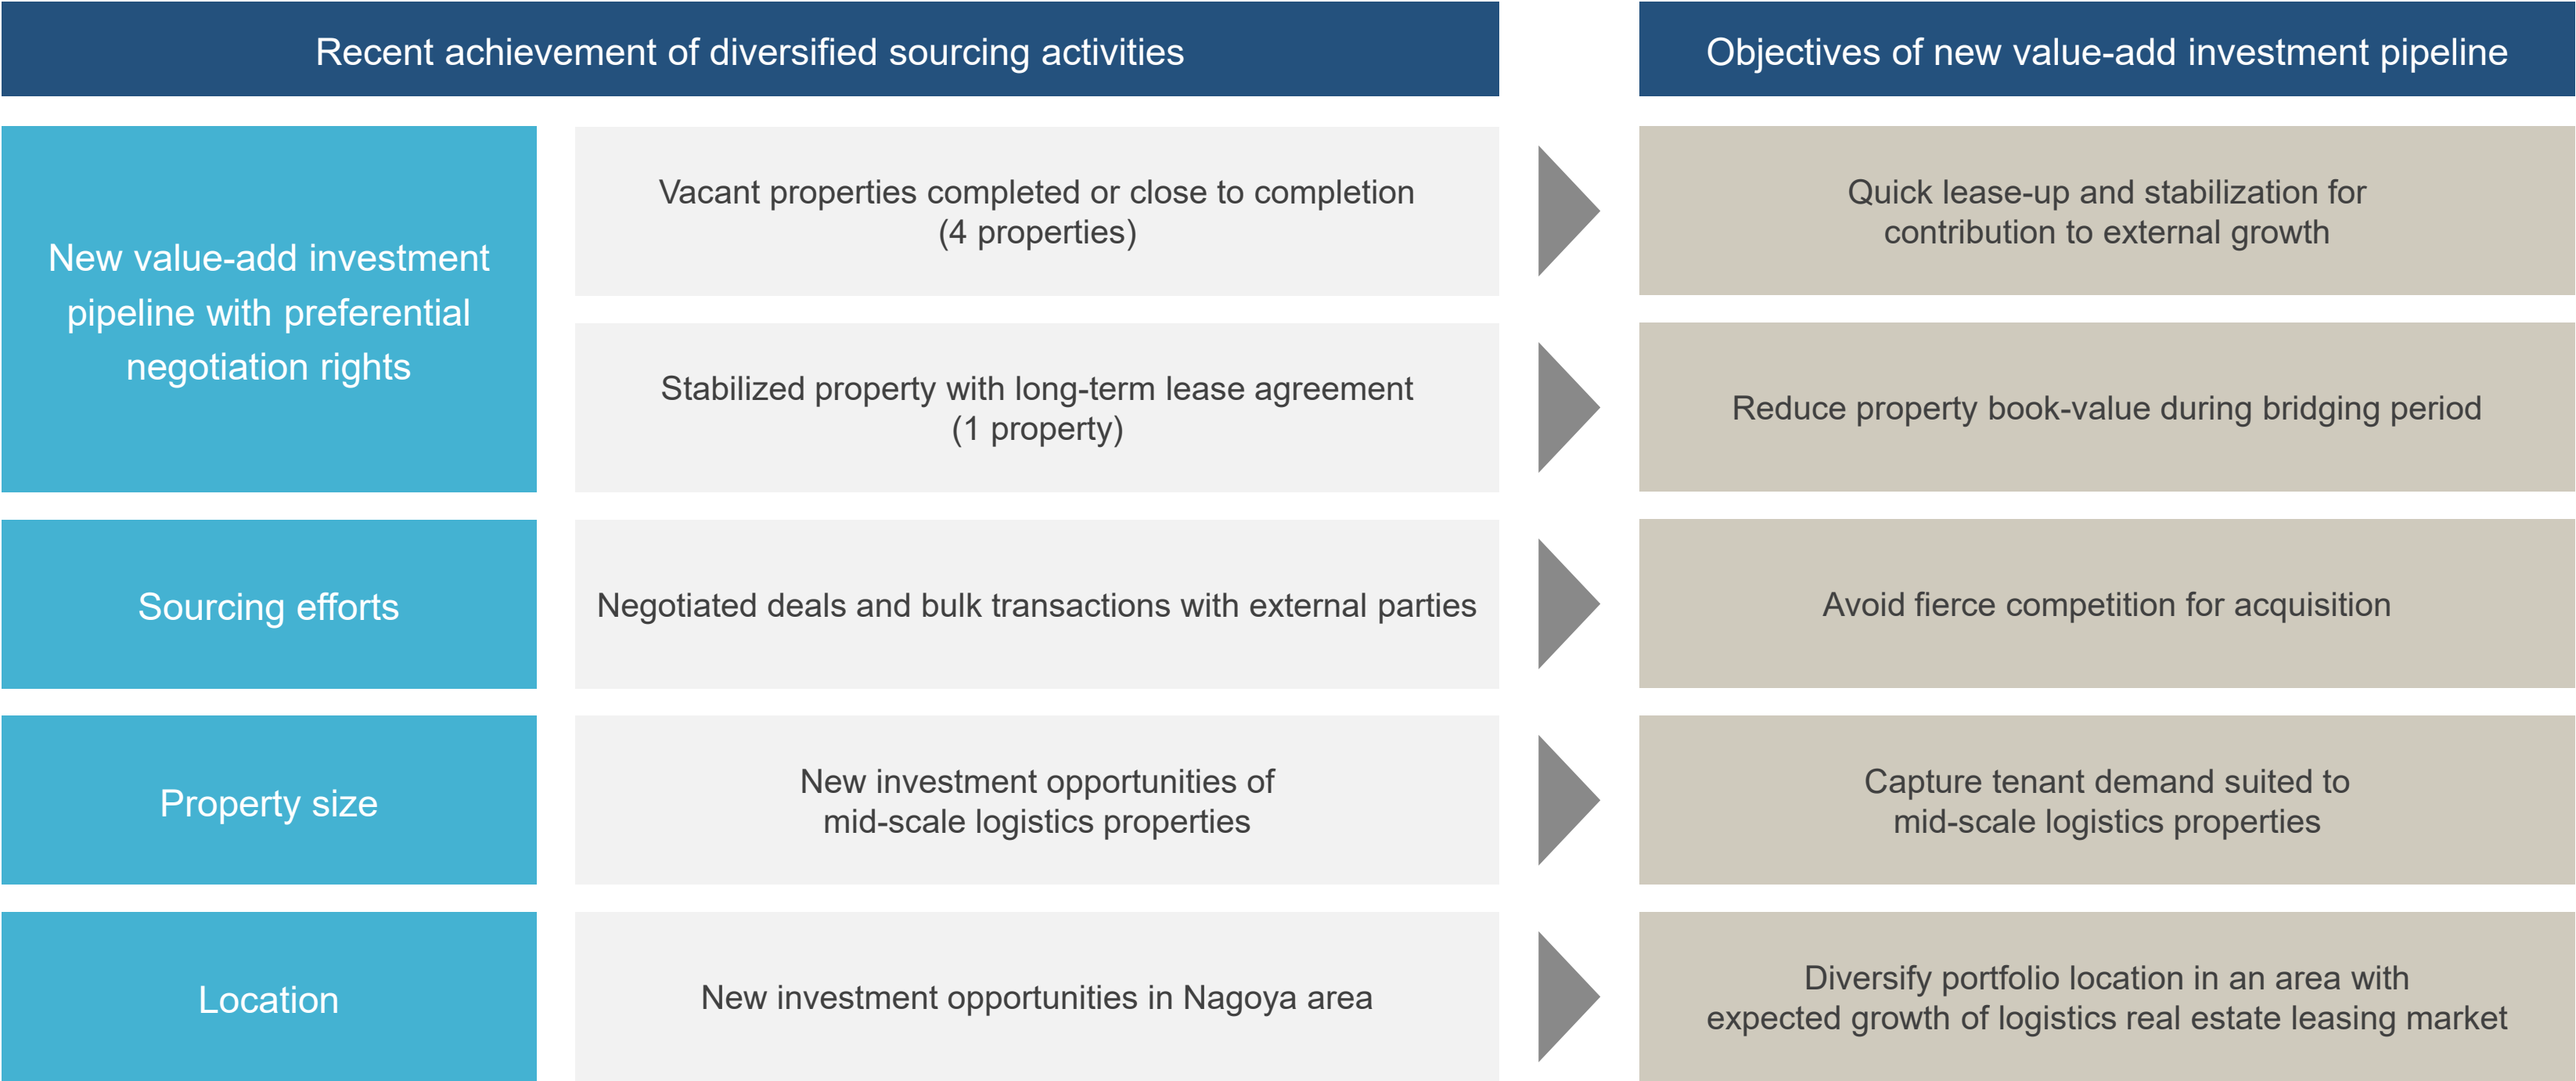 Recent achievement of diversified sourcing activities
Objectives of new value-add investment pipeline
New value-add investment
pipeline with preferential
negotiation rights
Vacant properties completed or close to completion
(4 properties)
Quick lease-up and stabilization for
contribution to external growth
Stabilized property with long-term lease agreement
(1 property)
Reduce property book-value during bridging period
Sourcing efforts
Negotiated deals and bulk transactions with external parties
Avoid fierce competition for acquisition
Property size
New investment opportunities of
mid-scale logistics properties
Capture tenant demand suited to
mid-scale logistics properties
Location
New investment opportunities in Nagoya area
Diversify portfolio location in an area with
expected growth of logistics real estate leasing market